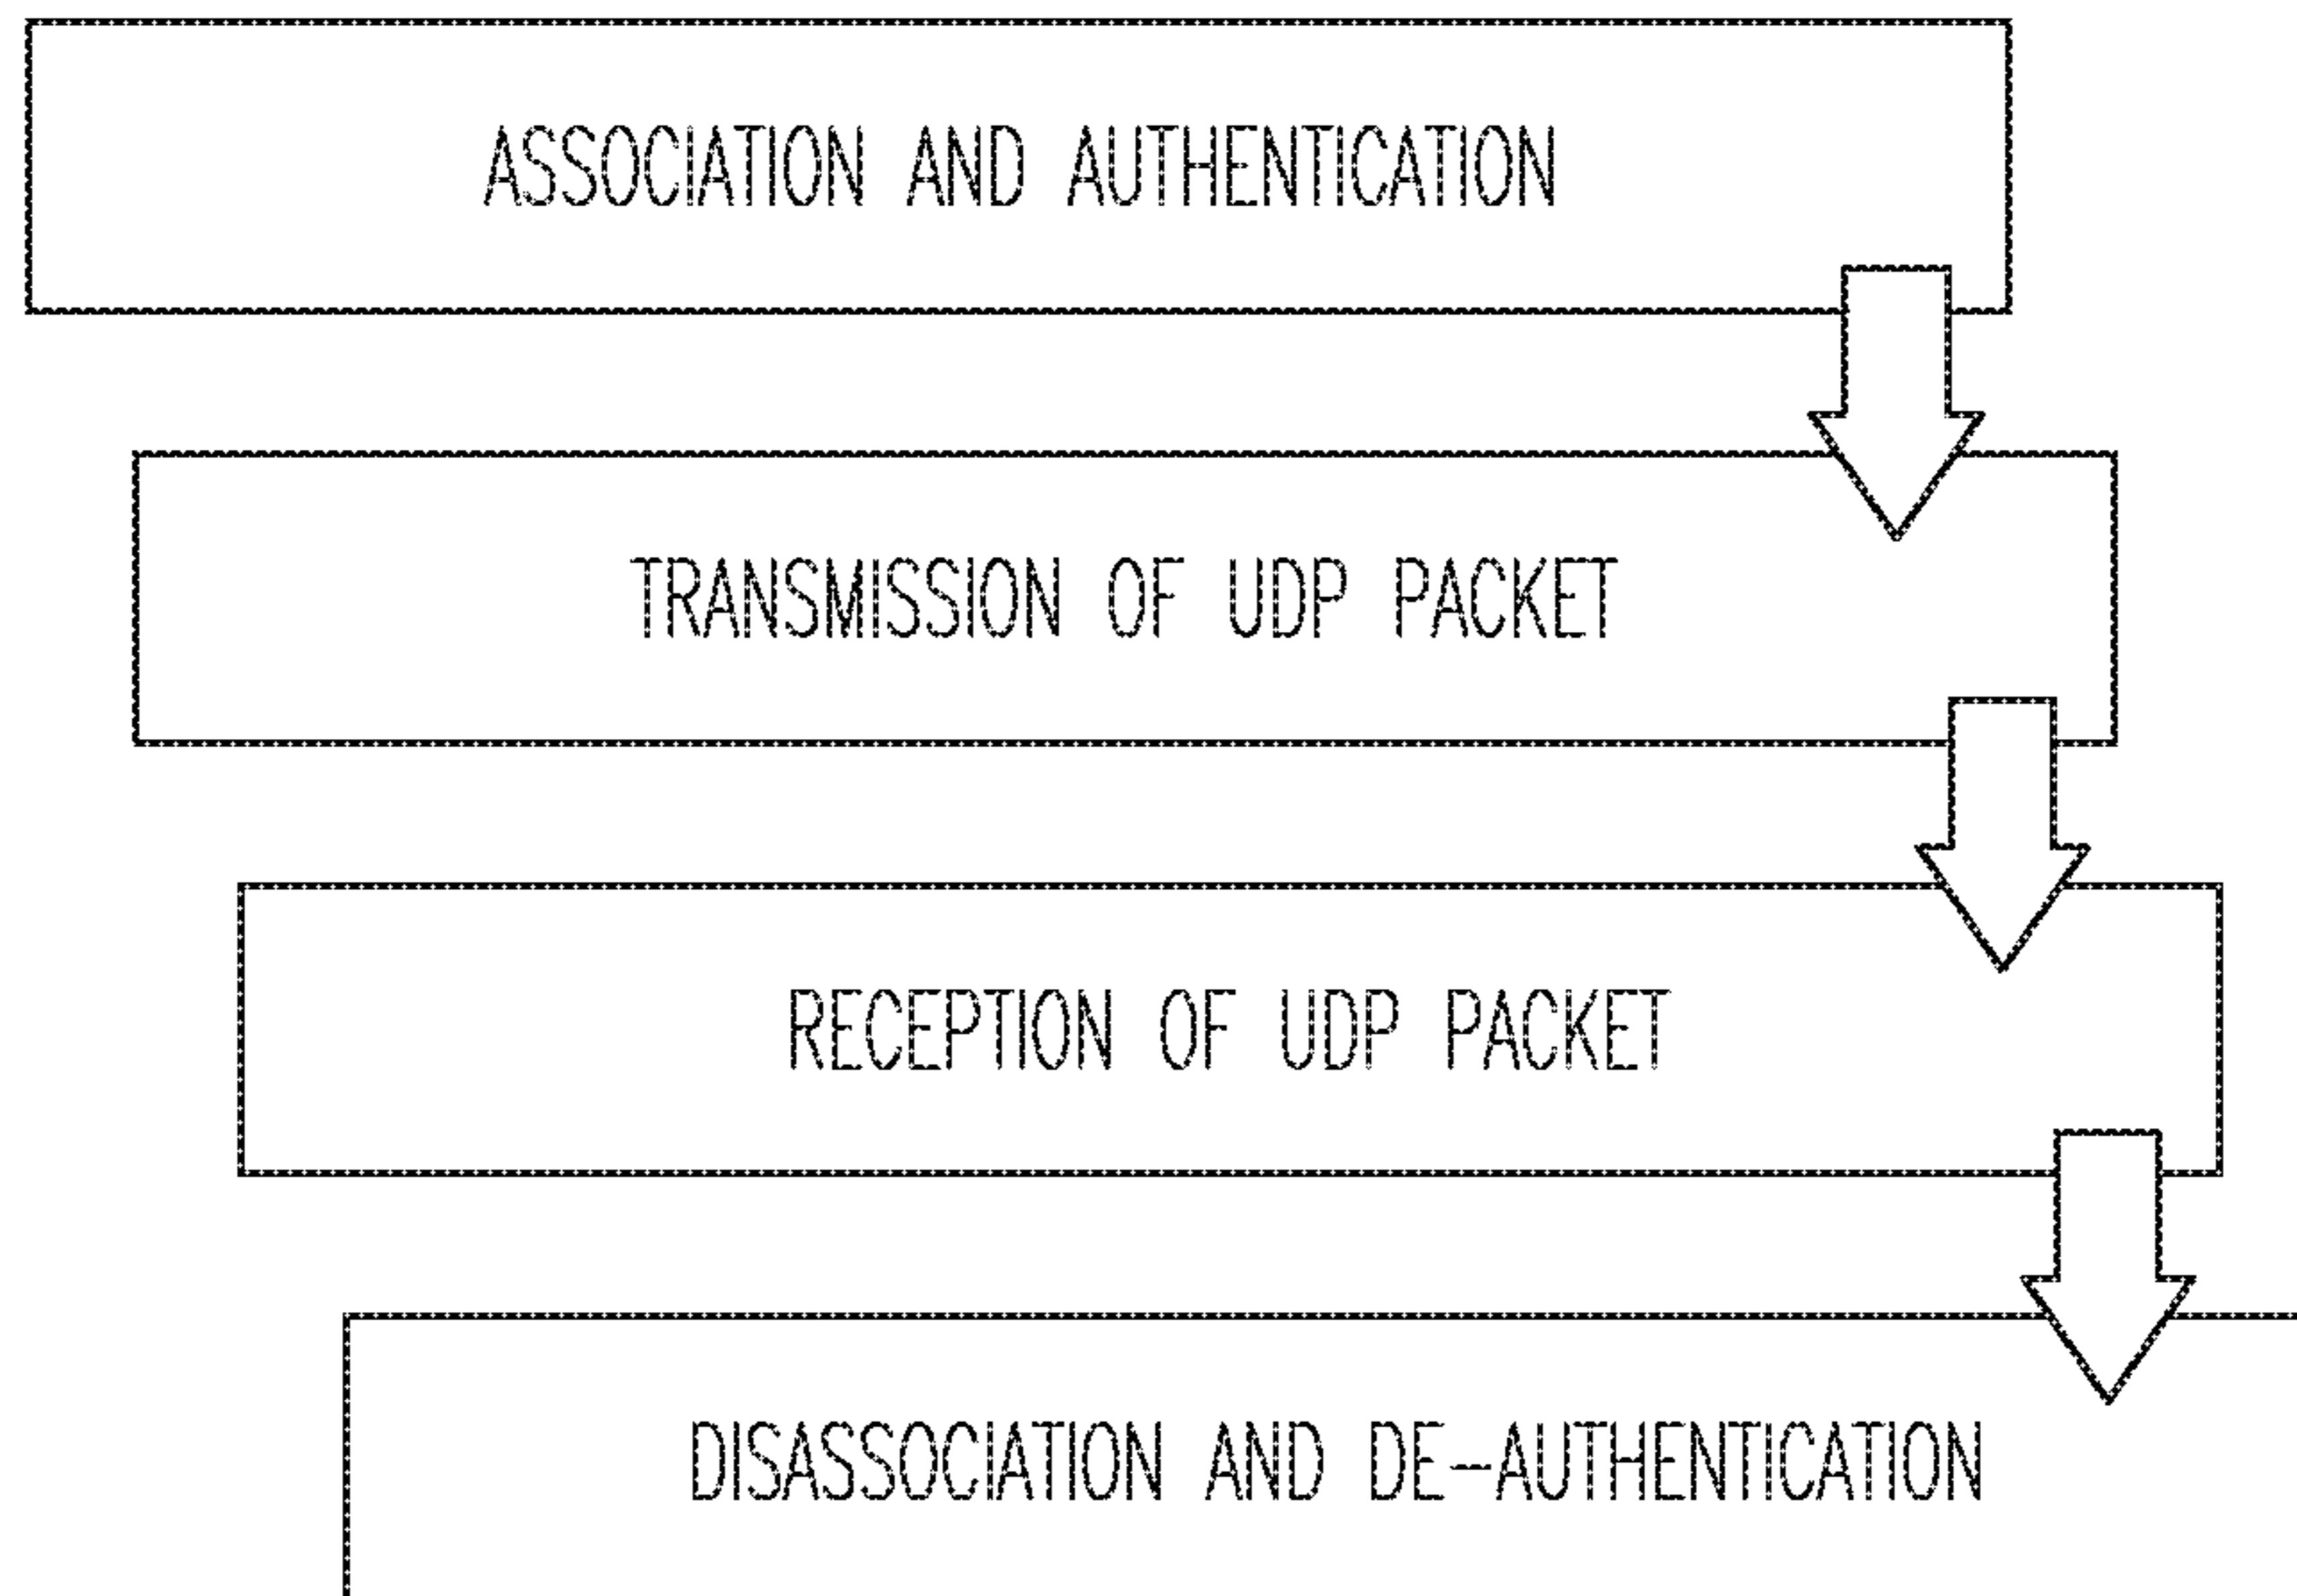 ASSOCIATION AND AUTHENTICATION
TRANSMISSION OF UDP PACKET
RECEPTION OF UDP PACKET
DISASSOCIATION AND DE-AUTHENTICATION